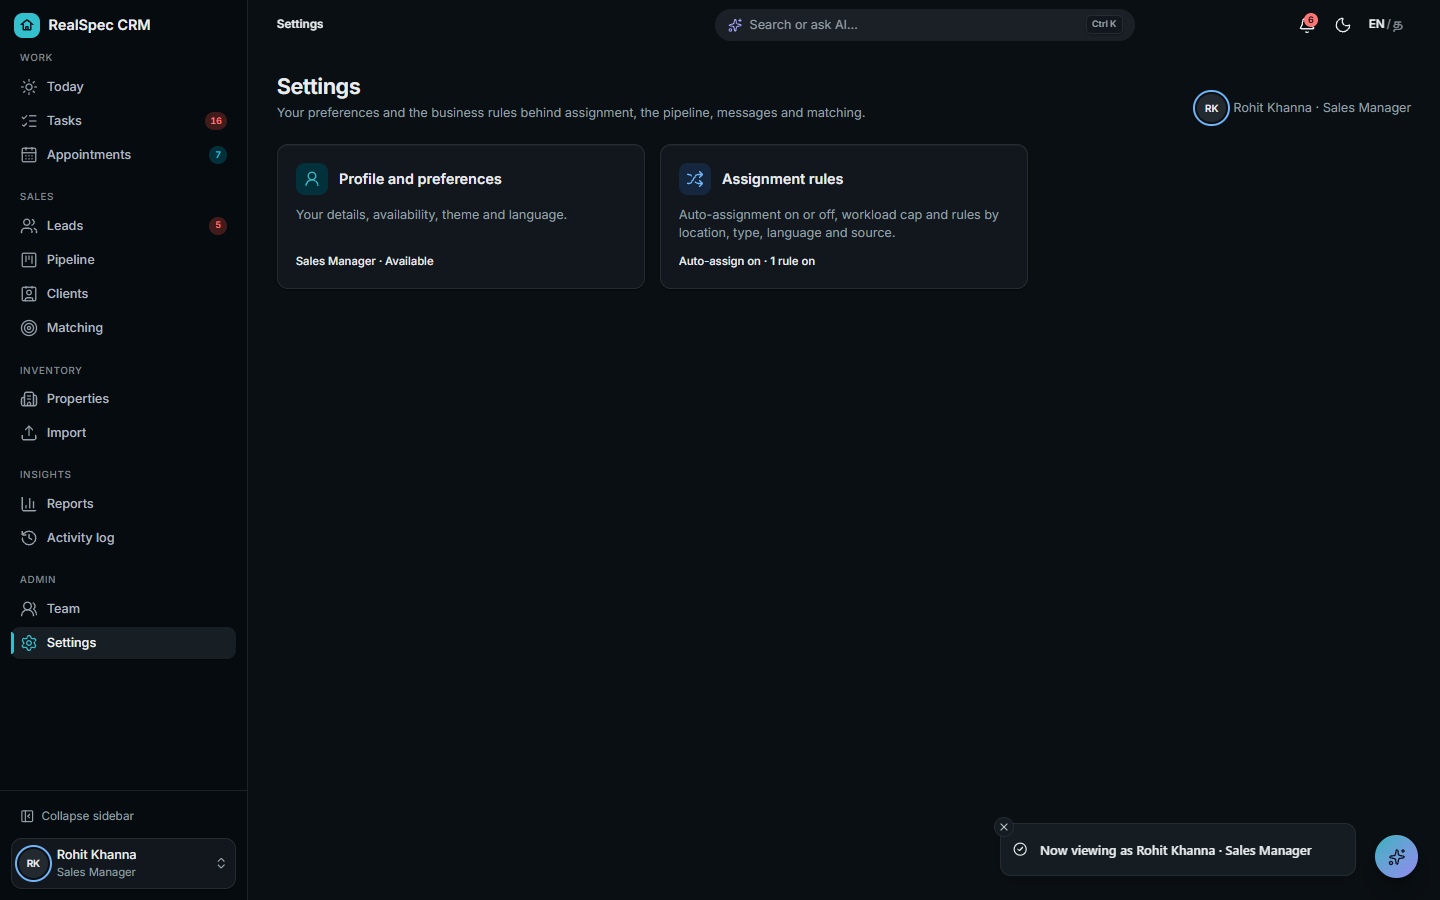 RealSpec CRM
WORK
Today
Tasks 16
Appointments 7
SALES
Leads 5
Pipeline
Clients
Matching
INVENTORY
Properties
Import
INSIGHTS
Reports
Activity log
ADMIN
Team
Settings
Collapse sidebar
RK Rohit Khanna
Sales Manager
Settings
Search or ask AI... Ctrl K
6
EN / த
Settings
Your preferences and the business rules behind assignment, the pipeline, messages and matching.
RK Rohit Khanna · Sales Manager
Profile and preferences
Your details, availability, theme and language.
Sales Manager · Available
Assignment rules
Auto-assignment on or off, workload cap and rules by
location, type, language and source.
Auto-assign on · 1 rule on
Now viewing as Rohit Khanna · Sales Manager